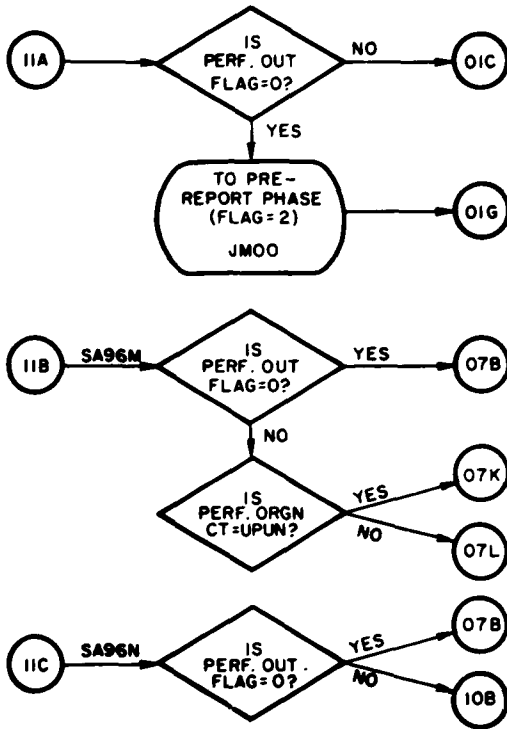 11A
IS
PERF. OUT
FLAG=0?
NO
01C
YES
TO PRE-
REPORT PHASE
(FLAG=2)
JM00
01G
11B
SA96M
IS
PERF. OUT
FLAG=0?
YES
07B
NO
IS
PERF. ORGN
CT=UPUN?
YES
07K
NO
07L
11C
SA96N
IS
PERF. OUT.
FLAG=0?
YES
07B
NO
10B